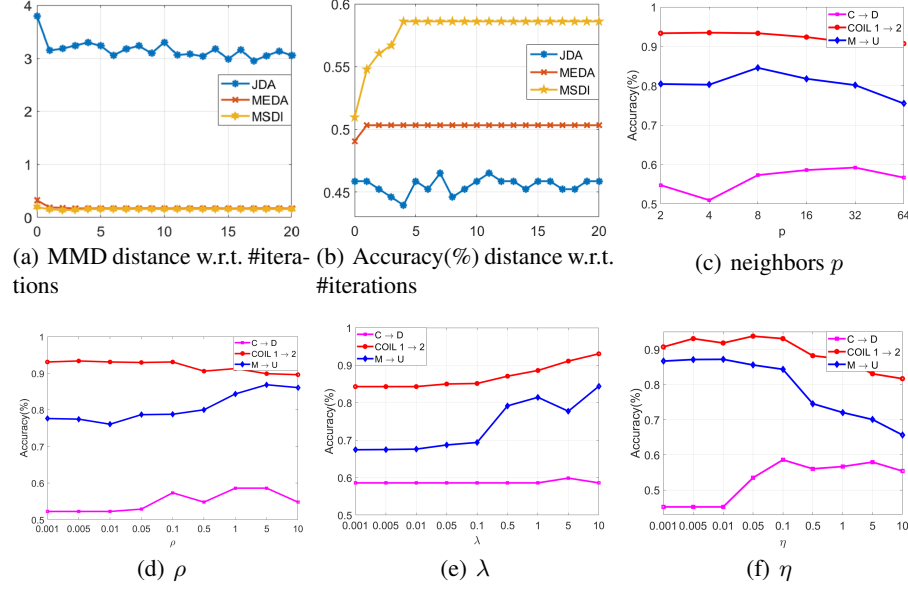 4
3
2
1
0
0
5
10
15
20
JDA
MEDA
MSDI
(a) MMD distance w.r.t. #itera-
tions
0.6
0.55
0.5
0.45
0
5
10
15
20
JDA
MEDA
MSDI
(b) Accuracy(%) distance w.r.t.
#iterations
1
0.9
0.8
0.7
0.6
0.5
Accuracy(%)
2
4
8
16
32
64
p
C → D
COIL 1 → 2
M → U
(c) neighbors p
1
0.9
0.8
0.7
0.6
0.5
Accuracy(%)
0.001
0.005
0.01
0.05
0.1
0.5
1
5
10
ρ
C → D
COIL 1 → 2
M → U
(d) ρ
1
0.9
0.8
0.7
0.6
0.5
Accuracy(%)
0.001
0.005
0.01
0.05
0.1
0.5
1
5
10
λ
C → D
COIL 1 → 2
M → U
(e) λ
0.9
0.8
0.7
0.6
0.5
Accuracy(%)
0.001
0.005
0.01
0.05
0.1
0.5
1
5
10
η
C → D
COIL 1 → 2
M → U
(f) η